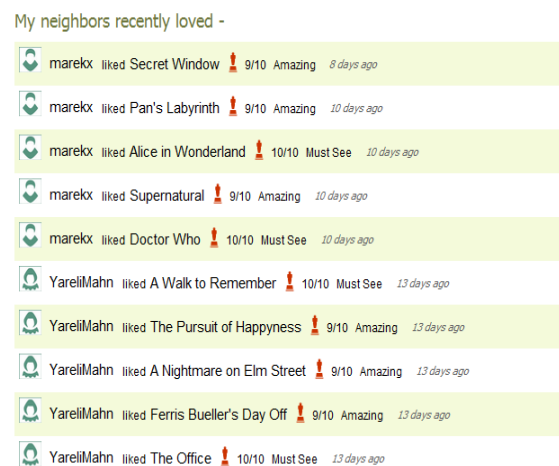 My neighbors recently loved -
marekx liked Secret Window 9/10 Amazing 8 days ago
marekx liked Pan's Labyrinth 9/10 Amazing 10 days ago
marekx liked Alice in Wonderland 10/10 Must See 10 days ago
marekx liked Supernatural 9/10 Amazing 10 days ago
marekx liked Doctor Who 10/10 Must See 10 days ago
YareliMahn liked A Walk to Remember 10/10 Must See 13 days ago
YareliMahn liked The Pursuit of Happyness 9/10 Amazing 13 days ago
YareliMahn liked A Nightmare on Elm Street 9/10 Amazing 13 days ago
YareliMahn liked Ferris Bueller's Day Off 9/10 Amazing 13 days ago
YareliMahn liked The Office 10/10 Must See 13 days ago